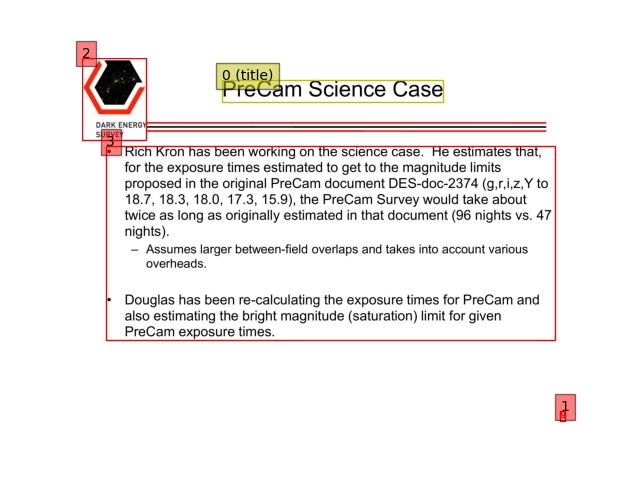 2
0 (title)
PreCam Science Case
DARK ENERGY
SURVEY
3
• Rich Kron has been working on the science case.  He estimates that,
for the exposure times estimated to get to the magnitude limits
proposed in the original PreCam document DES-doc-2374 (g,r,i,z,Y to
18.7, 18.3, 18.0, 17.3, 15.9), the PreCam Survey would take about
twice as long as originally estimated in that document (96 nights vs. 47
nights).
– Assumes larger between-field overlaps and takes into account various
overheads.
• Douglas has been re-calculating the exposure times for PreCam and
also estimating the bright magnitude (saturation) limit for given
PreCam exposure times.
1